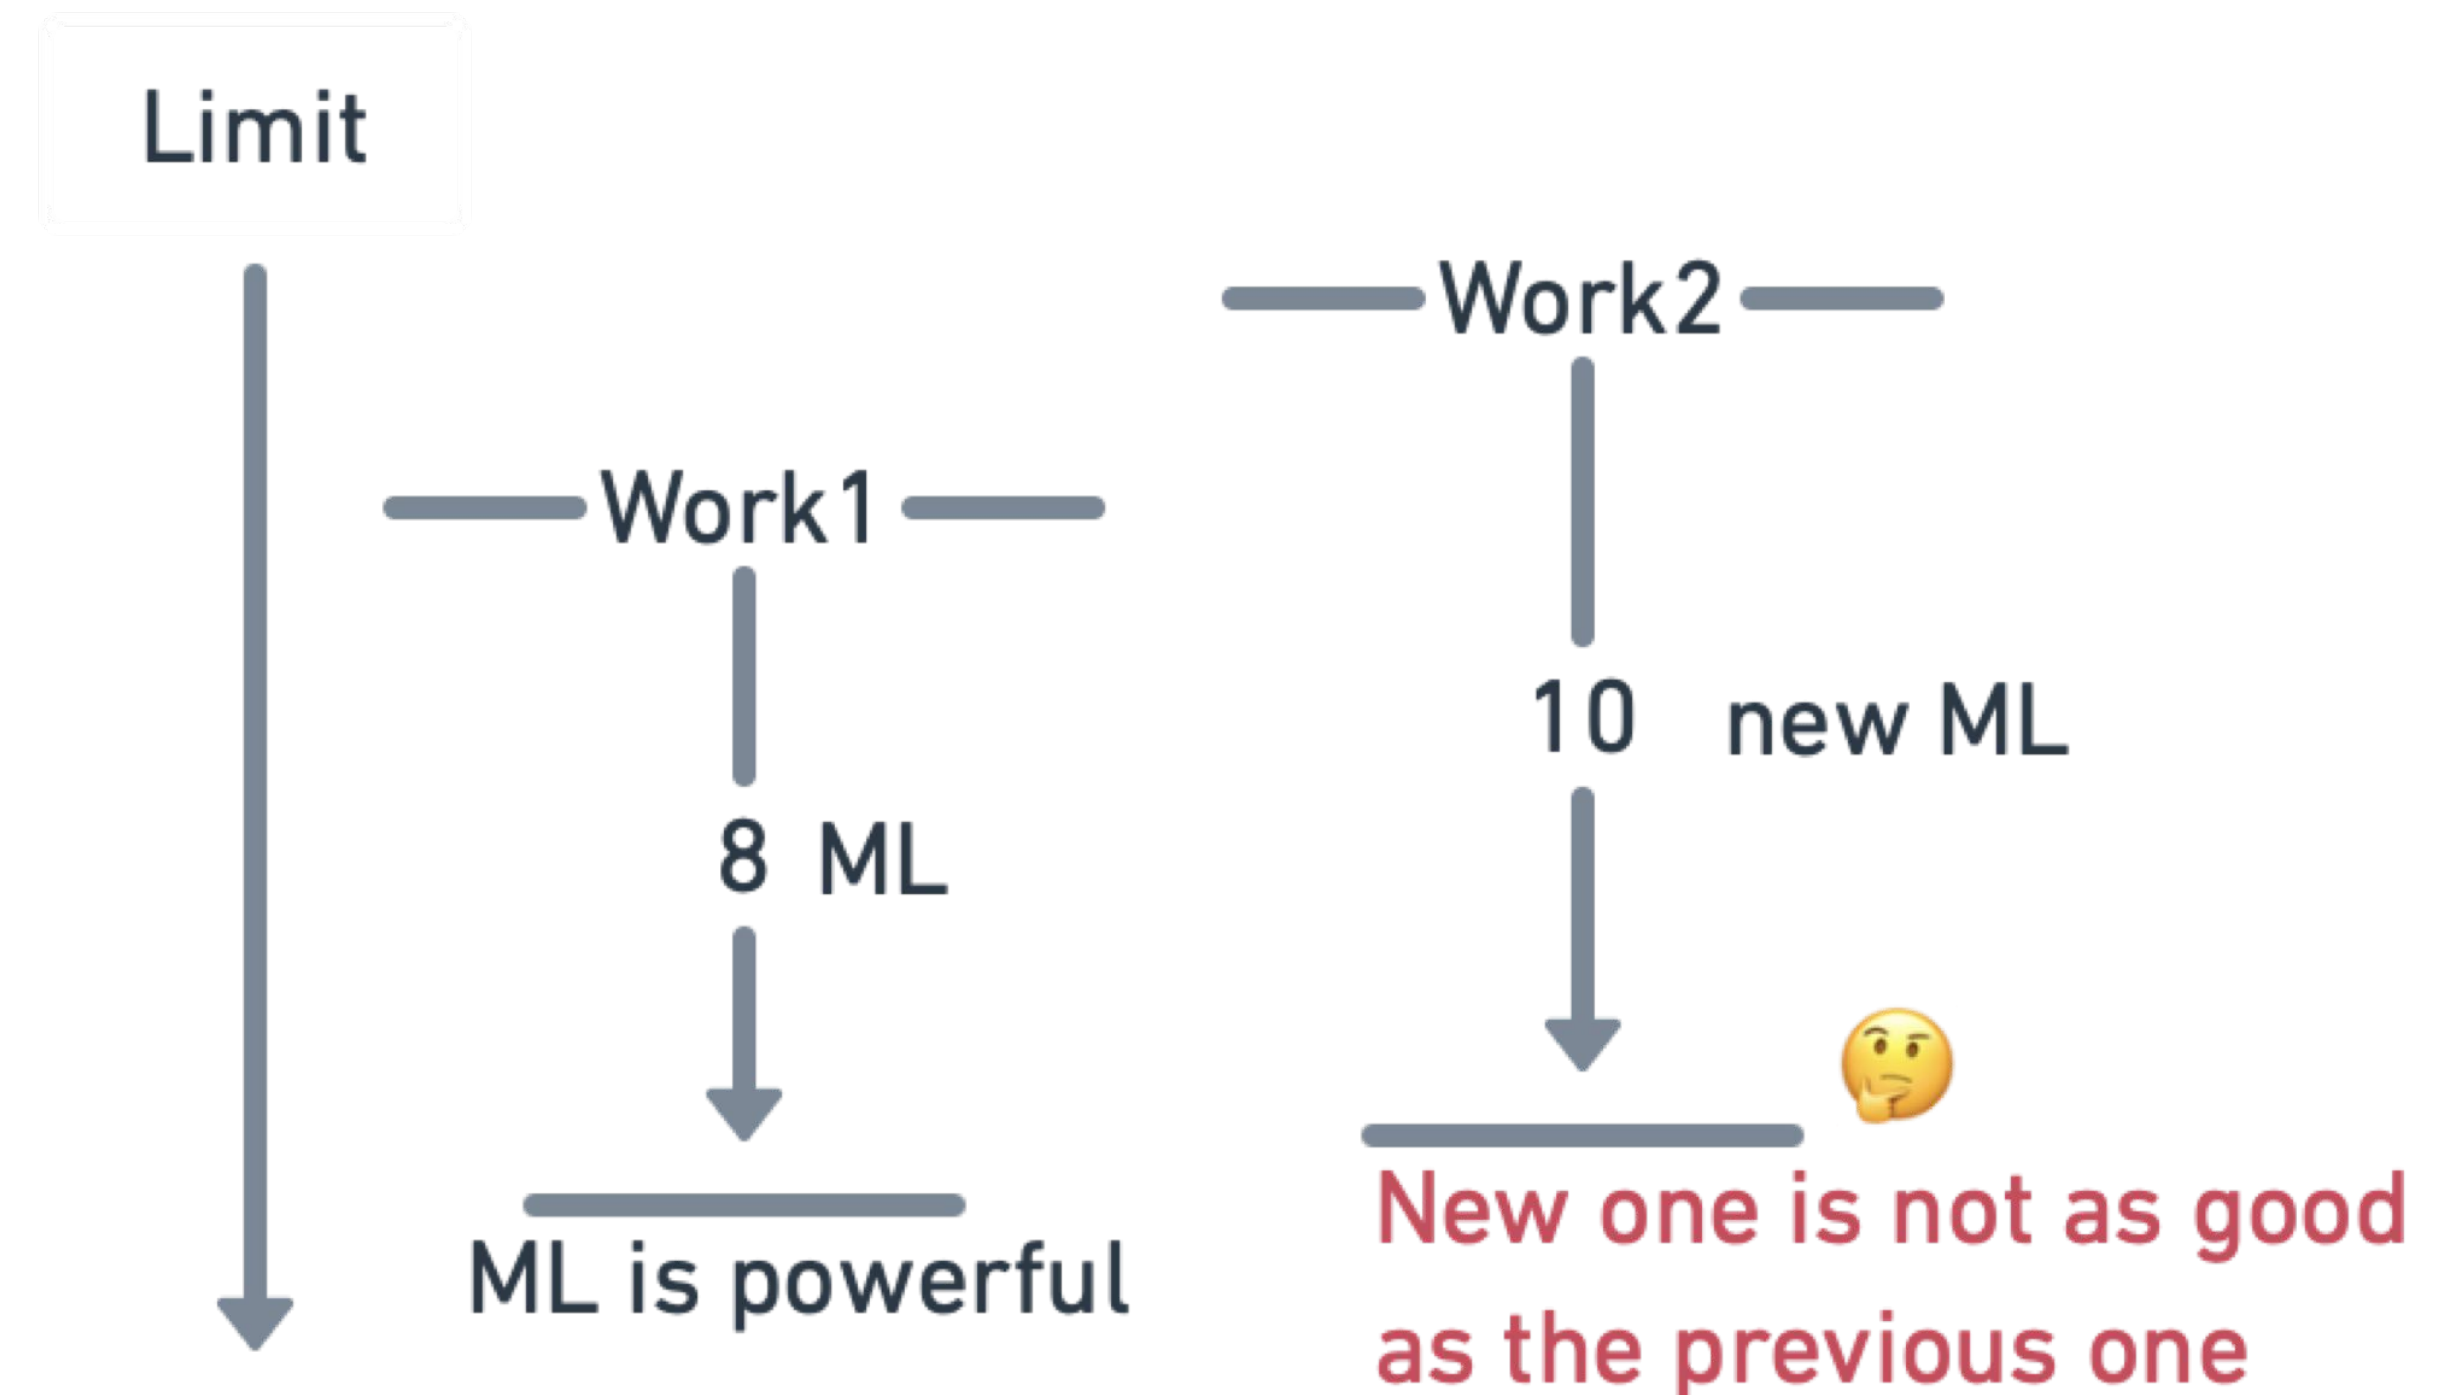 Limit
Work1
8 ML
ML is powerful
Work2
10 new ML
New one is not as good
as the previous one